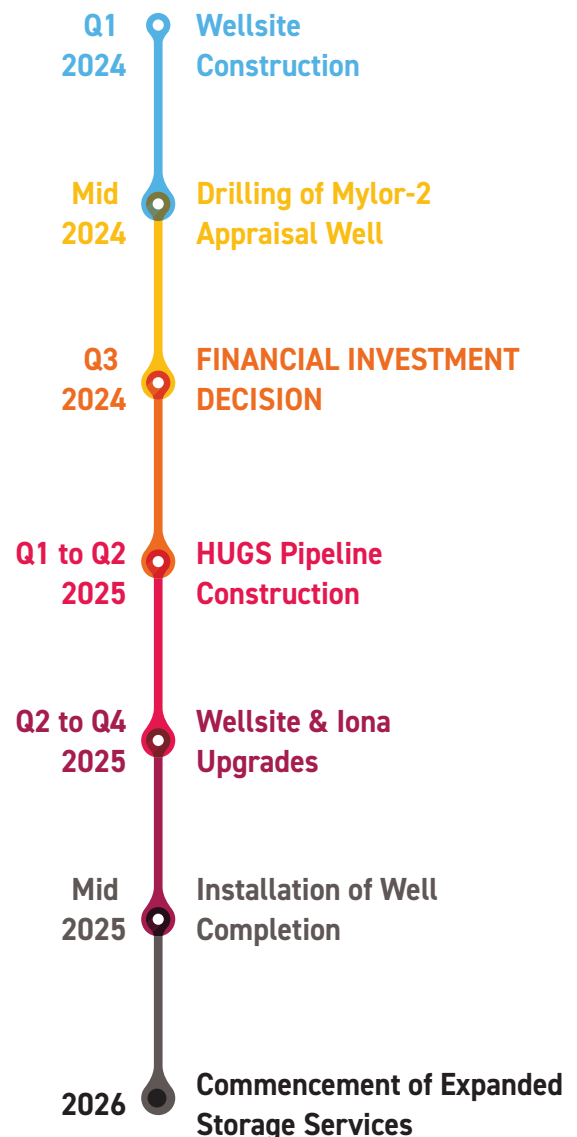 Q1
2024
Wellsite
Construction
Mid
2024
Drilling of Mylor-2
Appraisal Well
Q3
2024
FINANCIAL INVESTMENT
DECISION
Q1 to Q2
2025
HUGS Pipeline
Construction
Q2 to Q4
2025
Wellsite & Iona
Upgrades
Mid
2025
Installation of Well
Completion
2026
Commencement of Expanded
Storage Services